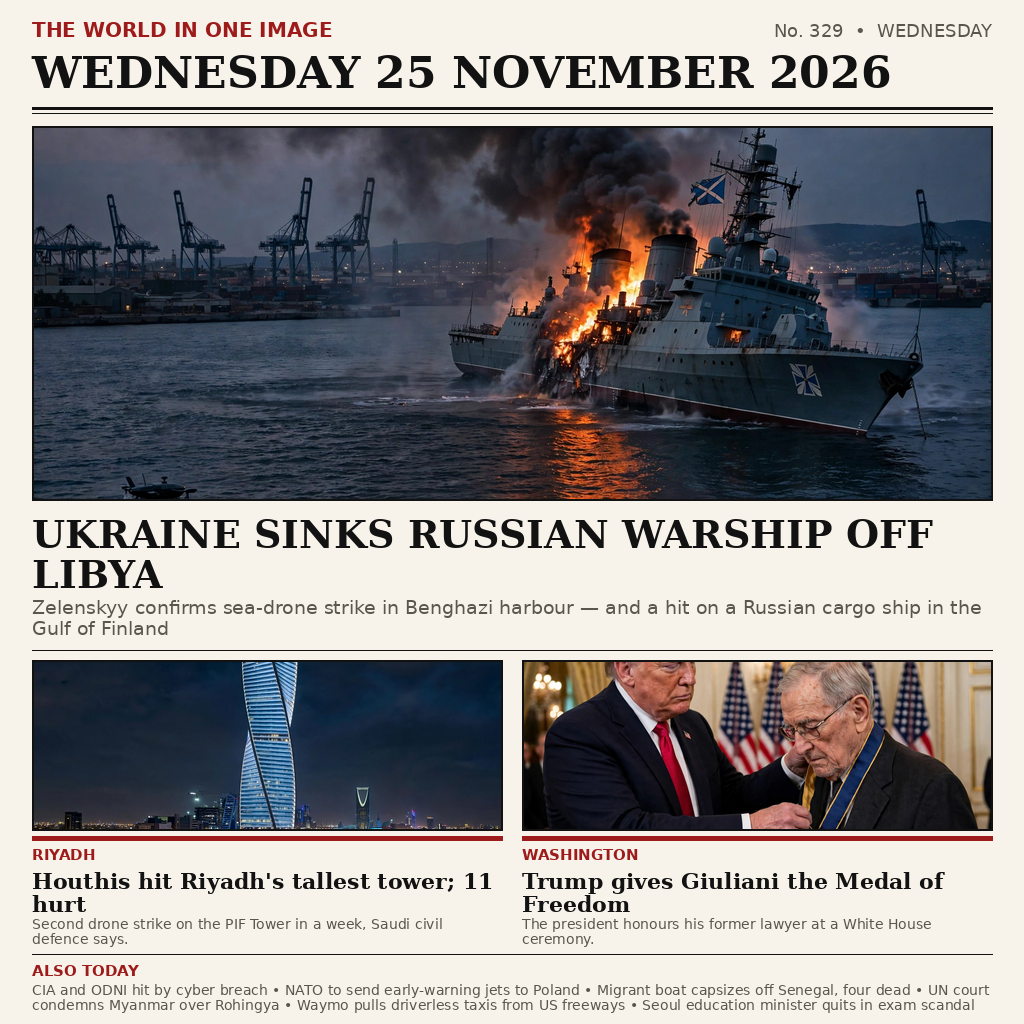 THE WORLD IN ONE IMAGE
No. 329 • WEDNESDAY
WEDNESDAY 25 NOVEMBER 2026
UKRAINE SINKS RUSSIAN WARSHIP OFF
LIBYA
Zelenskyy confirms sea-drone strike in Benghazi harbour — and a hit on a Russian cargo ship in the
Gulf of Finland
RIYADH
Houthis hit Riyadh's tallest tower; 11
hurt
Second drone strike on the PIF Tower in a week, Saudi civil
defence says.
WASHINGTON
Trump gives Giuliani the Medal of
Freedom
The president honours his former lawyer at a White House
ceremony.
ALSO TODAY
CIA and ODNI hit by cyber breach • NATO to send early-warning jets to Poland • Migrant boat capsizes off Senegal, four dead • UN court
condemns Myanmar over Rohingya • Waymo pulls driverless taxis from US freeways • Seoul education minister quits in exam scandal